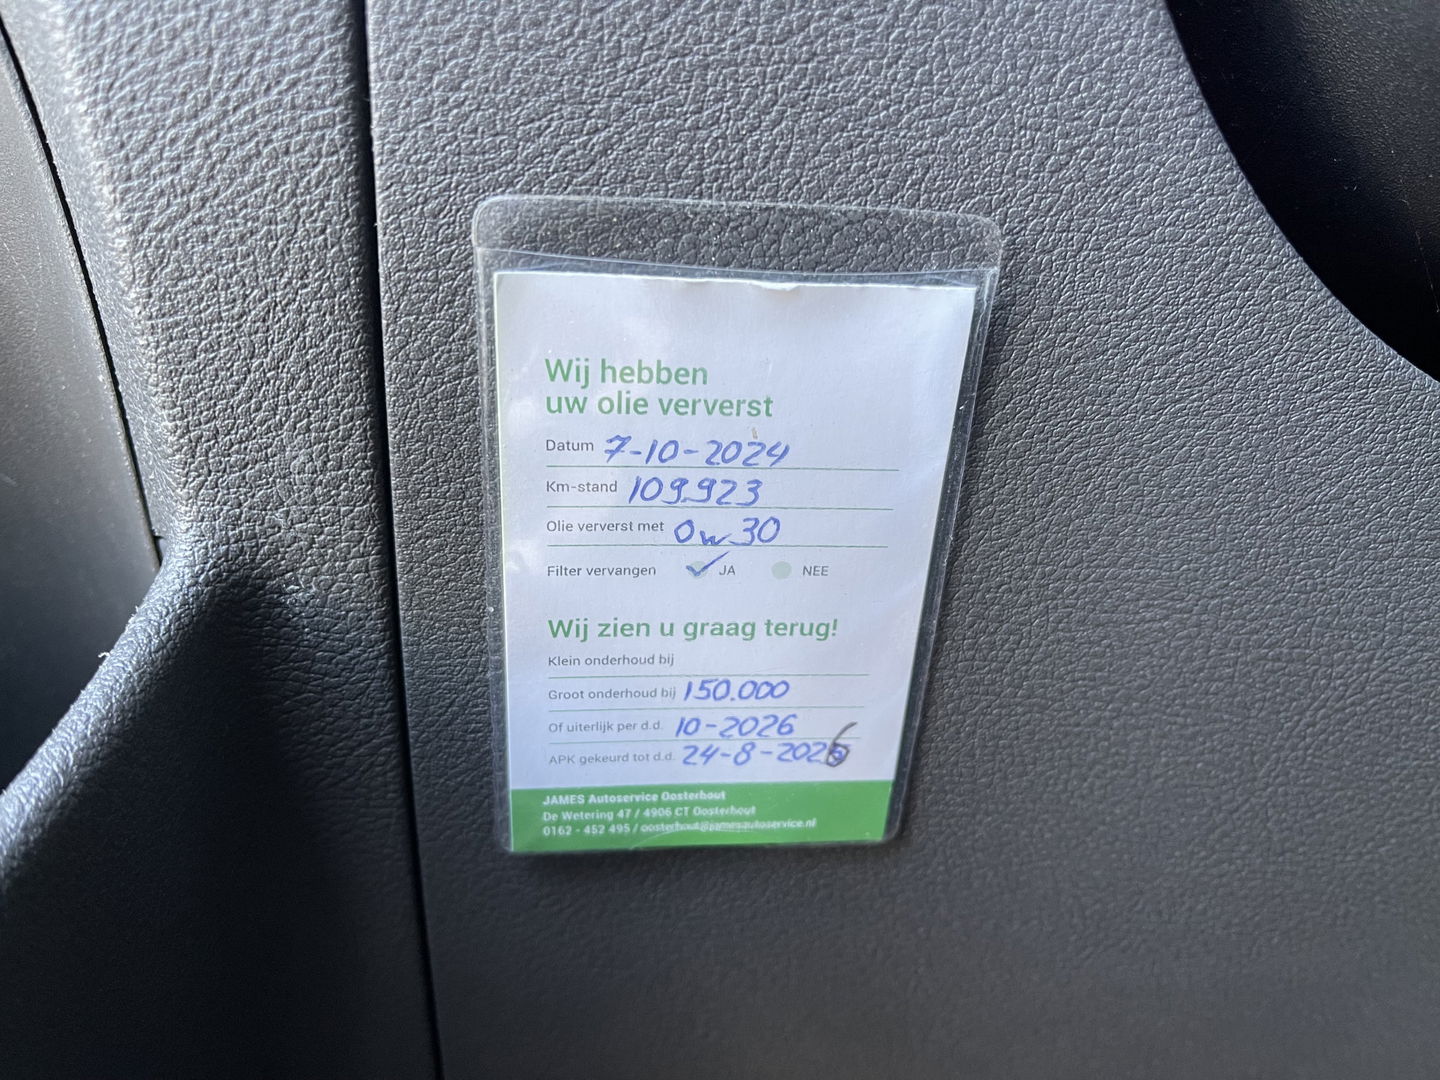 Wij hebben
uw olie ververst
Datum 7-10-2024
Km-stand 109.923
Olie ververst met 0w.30
Filter vervangen JA NEE
Wij zien u graag terug!
Klein onderhoud bij
Groot onderhoud bij 150.000
Of uiterlijk per d.d. 10-2026
APK gekeurd tot d.d. 24-8-2026
JAMES Autoservice Oosterhout
De Wetering 47 / 4906 CT Oosterhout
0162 - 452 495 / oosterhout@jamesautoservice.nl